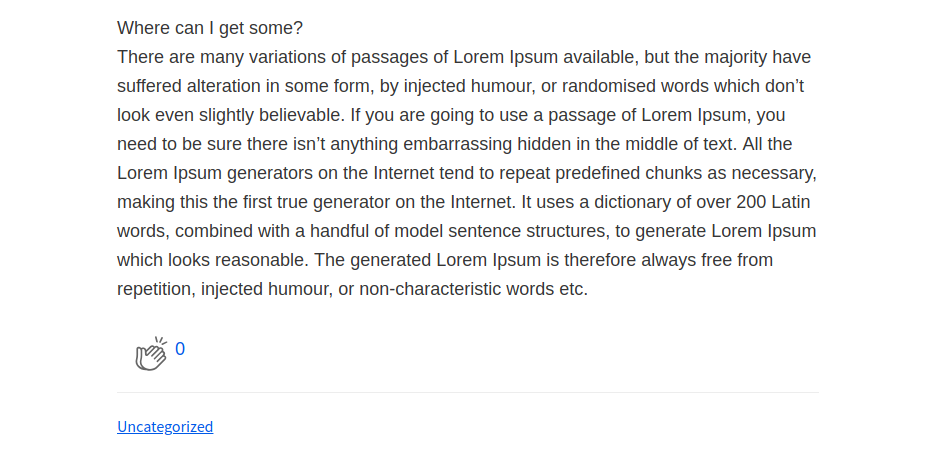 Where can I get some?
There are many variations of passages of Lorem Ipsum available, but the majority have
suffered alteration in some form, by injected humour, or randomised words which don’t
look even slightly believable. If you are going to use a passage of Lorem Ipsum, you
need to be sure there isn’t anything embarrassing hidden in the middle of text. All the
Lorem Ipsum generators on the Internet tend to repeat predefined chunks as necessary,
making this the first true generator on the Internet. It uses a dictionary of over 200 Latin
words, combined with a handful of model sentence structures, to generate Lorem Ipsum
which looks reasonable. The generated Lorem Ipsum is therefore always free from
repetition, injected humour, or non-characteristic words etc.
0
Uncategorized